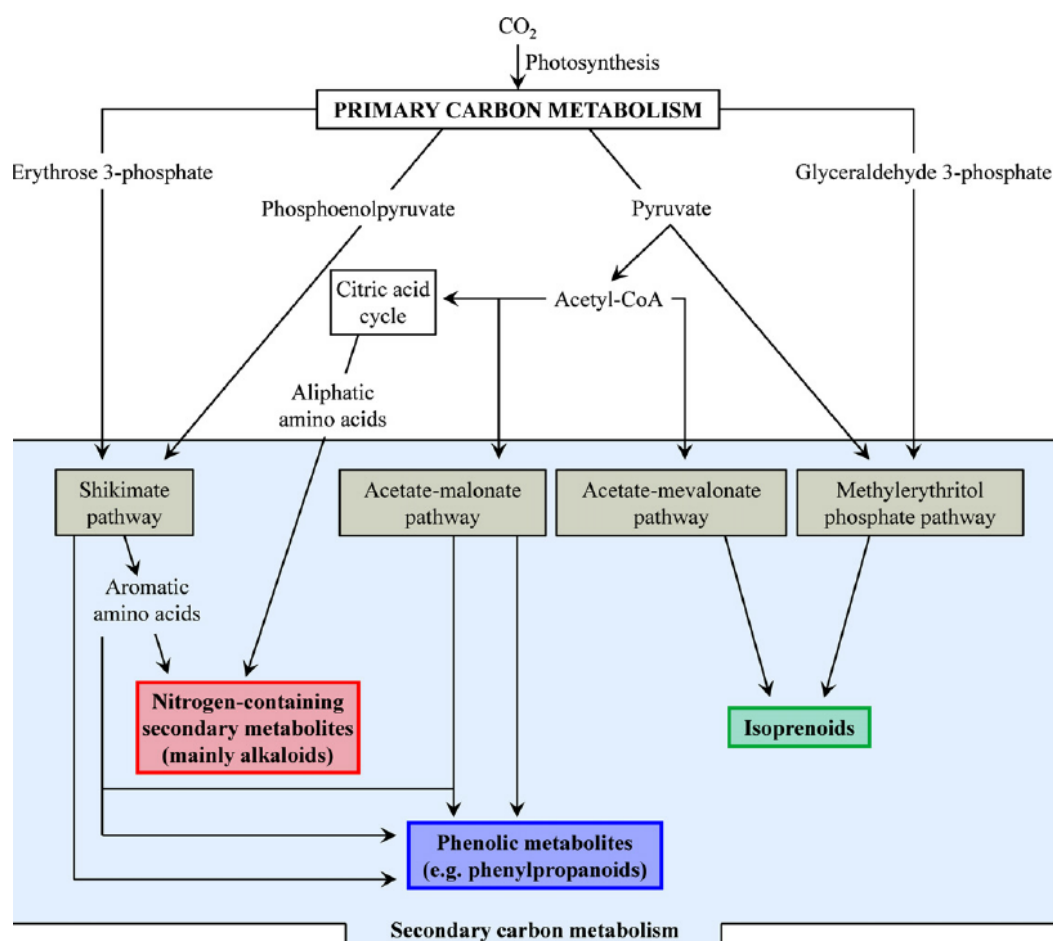 CO₂
Photosynthesis
PRIMARY CARBON METABOLISM
Erythrose 3-phosphate
Glyceraldehyde 3-phosphate
Phosphoenolpyruvate
Pyruvate
Citric acid
cycle
Acetyl-CoA
Aliphatic
amino acids
Shikimate
pathway
Acetate-malonate
pathway
Acetate-mevalonate
pathway
Methylerythritol
phosphate pathway
Aromatic
amino acids
Nitrogen-containing
secondary metabolites
(mainly alkaloids)
Isoprenoids
Phenolic metabolites
(e.g. phenylpropanoids)
Secondary carbon metabolism